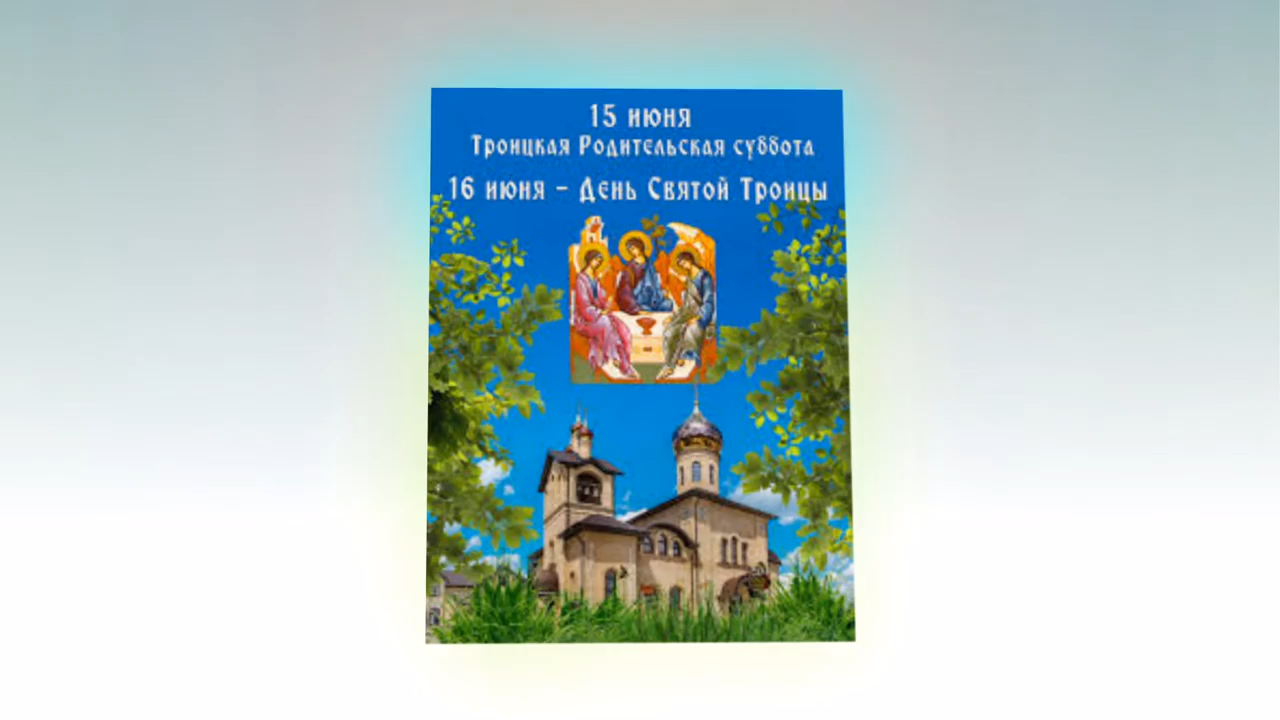 15 июня
Троицкая Родительская суббота
16 июня - День Святой Троицы